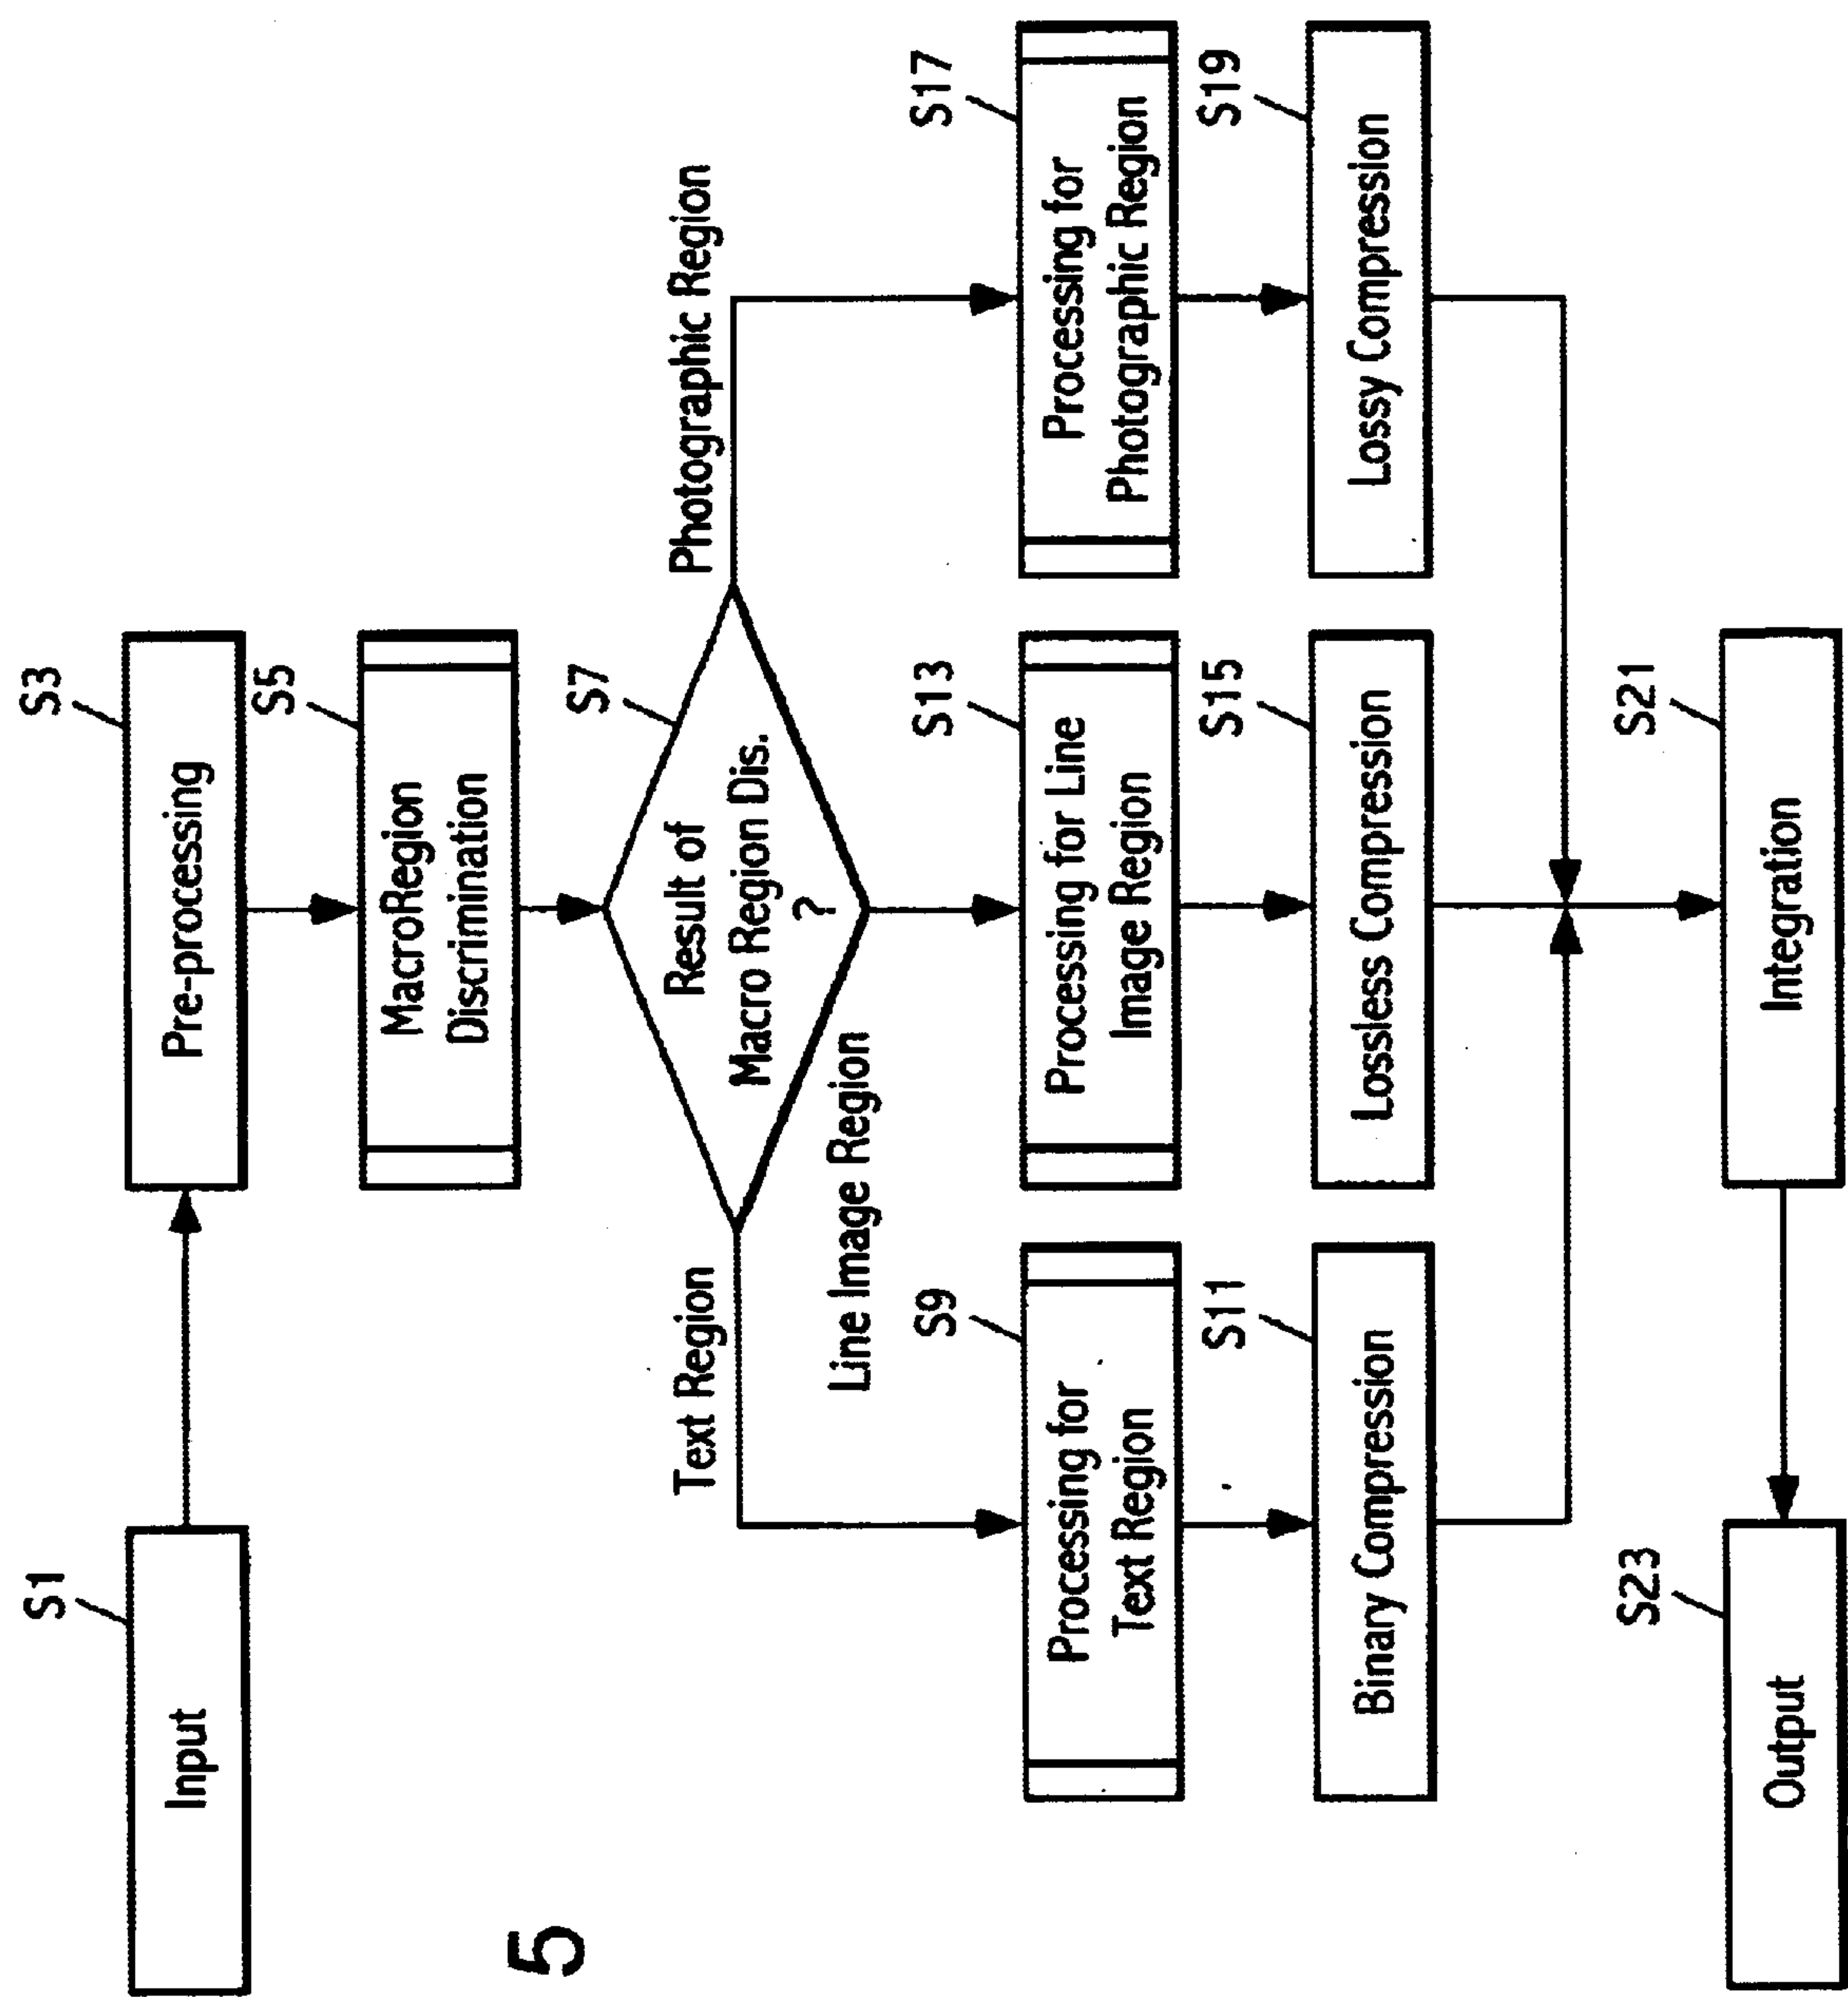 S1
Input
S3
Pre-processing
S5
MacroRegion
Discrimination
5
S7
Result of
Macro Region Dis.
?
Text Region
Line Image Region
Photographic Region
S9
Processing for
Text Region
S13
Processing for Line
Image Region
S17
Processing for
Photographic Region
S11
Binary Compression
S15
Lossless Compression
S19
Lossy Compression
S23
Output
S21
Integration